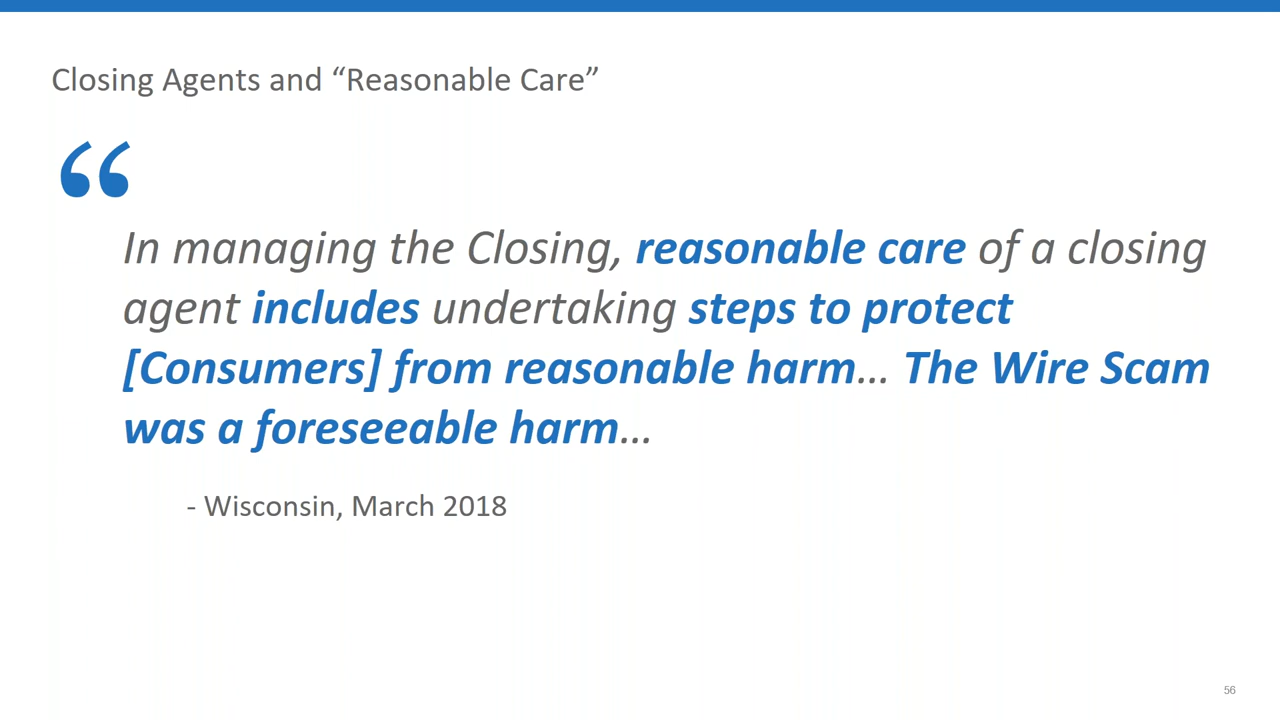 Closing Agents and “Reasonable Care”
“
In managing the Closing, reasonable care of a closing
agent includes undertaking steps to protect
[Consumers] from reasonable harm… The Wire Scam
was a foreseeable harm…
- Wisconsin, March 2018
56